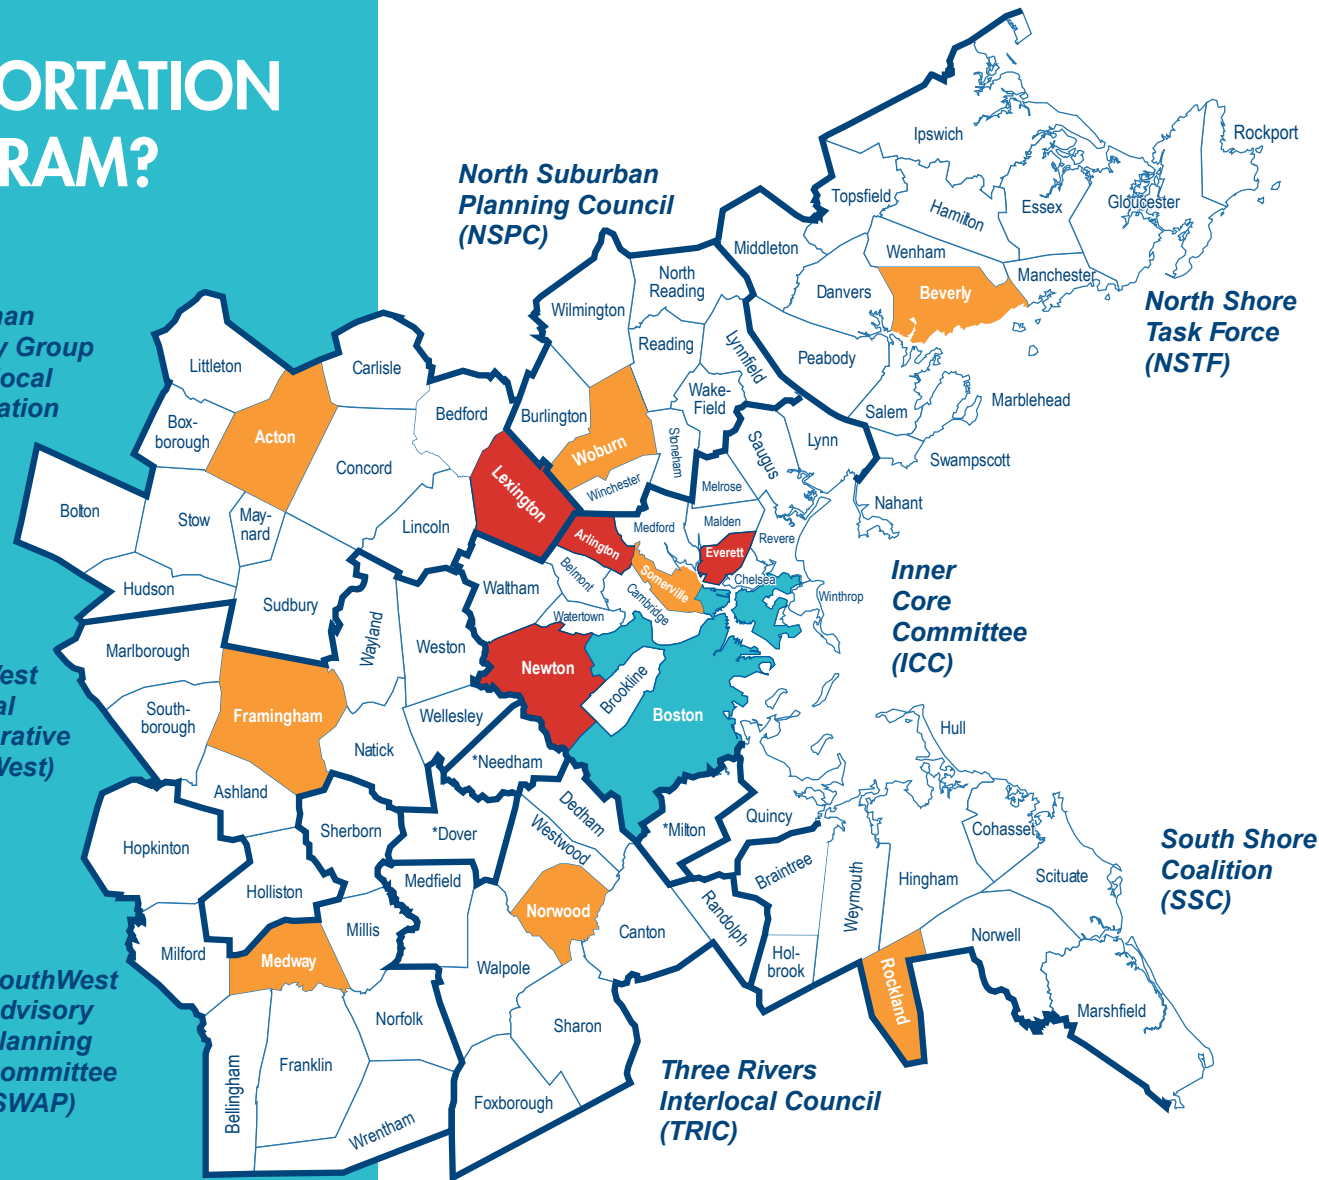 ORTATION
RAM?
North Suburban
Planning Council
(NSPC)
Group
local
North Shore
Task Force
(NSTF)
Inner
Core
Committee
(ICC)
South Shore
Coalition
(SSC)
Three Rivers
Interlocal Council
(TRIC)
Ipswich
Rockport
Topsfield
Hamilton
Essex
Gloucester
Middleton
Wenham
Manchester
Danvers
Beverly
North
Reading
Wilmington
Reading
Lynnfield
Peabody
Littleton
Carlisle
Wake-
Field
Marblehead
Salem
Bedford
Burlington
Box-
borough
Acton
Woburn
Stoneham
Saugus
Lynn
Swampscott
Concord
Lexington
Winchester
Melrose
Nahant
Bolton
Stow
May-
nard
Lincoln
Arlington
Medford
Malden
Revere
Everett
Hudson
Sudbury
Waltham
Belmont
Somerville
Chelsea
Winthrop
Cambridge
Watertown
Marlborough
Wayland
Weston
Newton
Brookline
Boston
South-
borough
Framingham
Natick
Wellesley
*Needham
Hull
Ashland
Hopkinton
Sherborn
*Dover
Dedham
Westwood
*Milton
Quincy
Cohasset
Holliston
Medfield
Braintree
Weymouth
Hingham
Scituate
Milford
Medway
Millis
Norwood
Canton
Randolph
Hol-
brook
Norwell
Walpole
Rockland
Marshfield
Norfolk
Sharon
Bellingham
Franklin
Wrentham
Foxborough